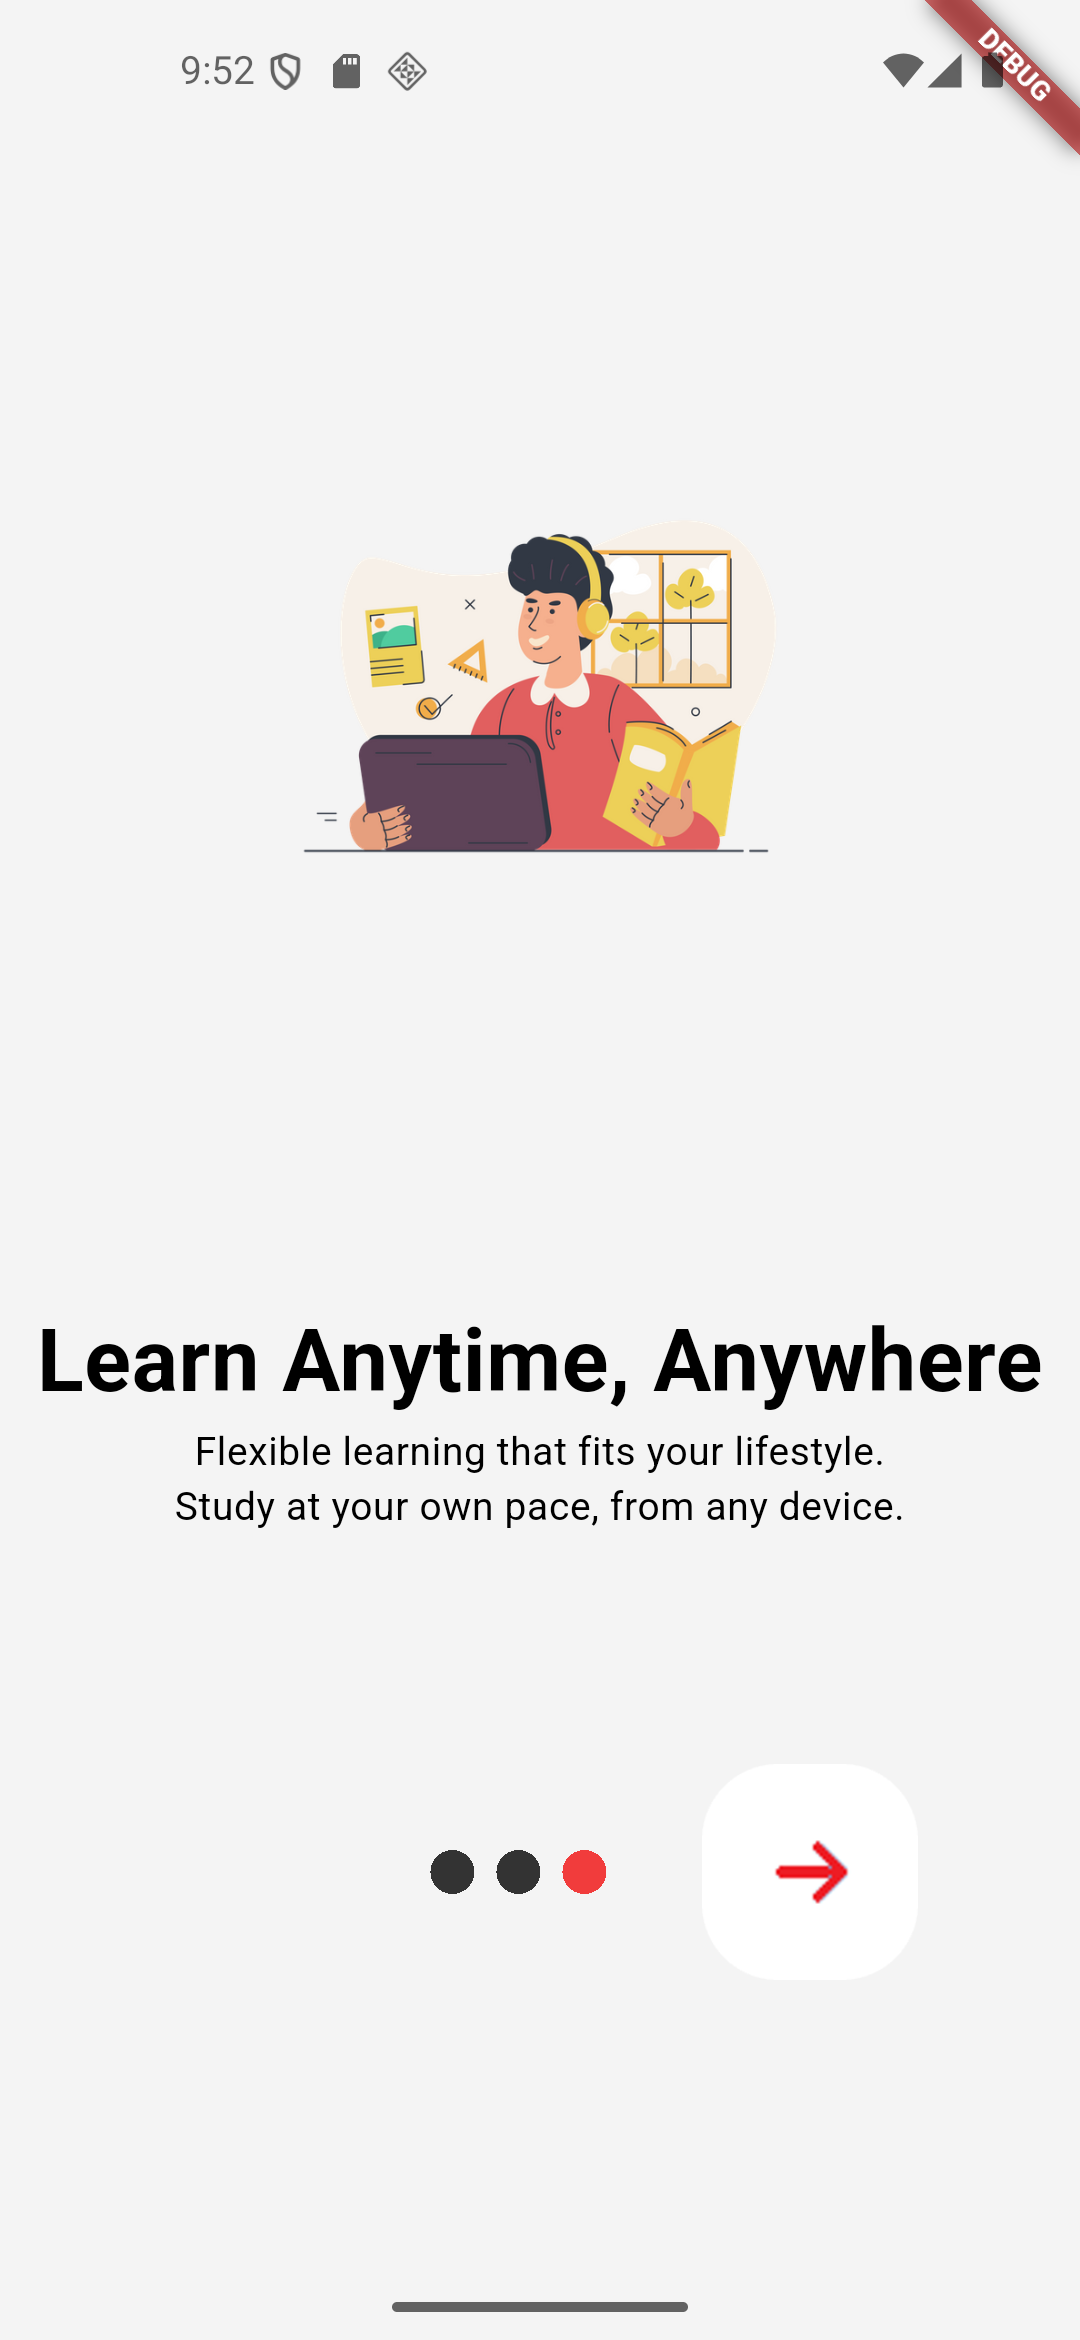 9:52
DEBUG
Learn Anytime, Anywhere
Flexible learning that fits your lifestyle.
Study at your own pace, from any device.